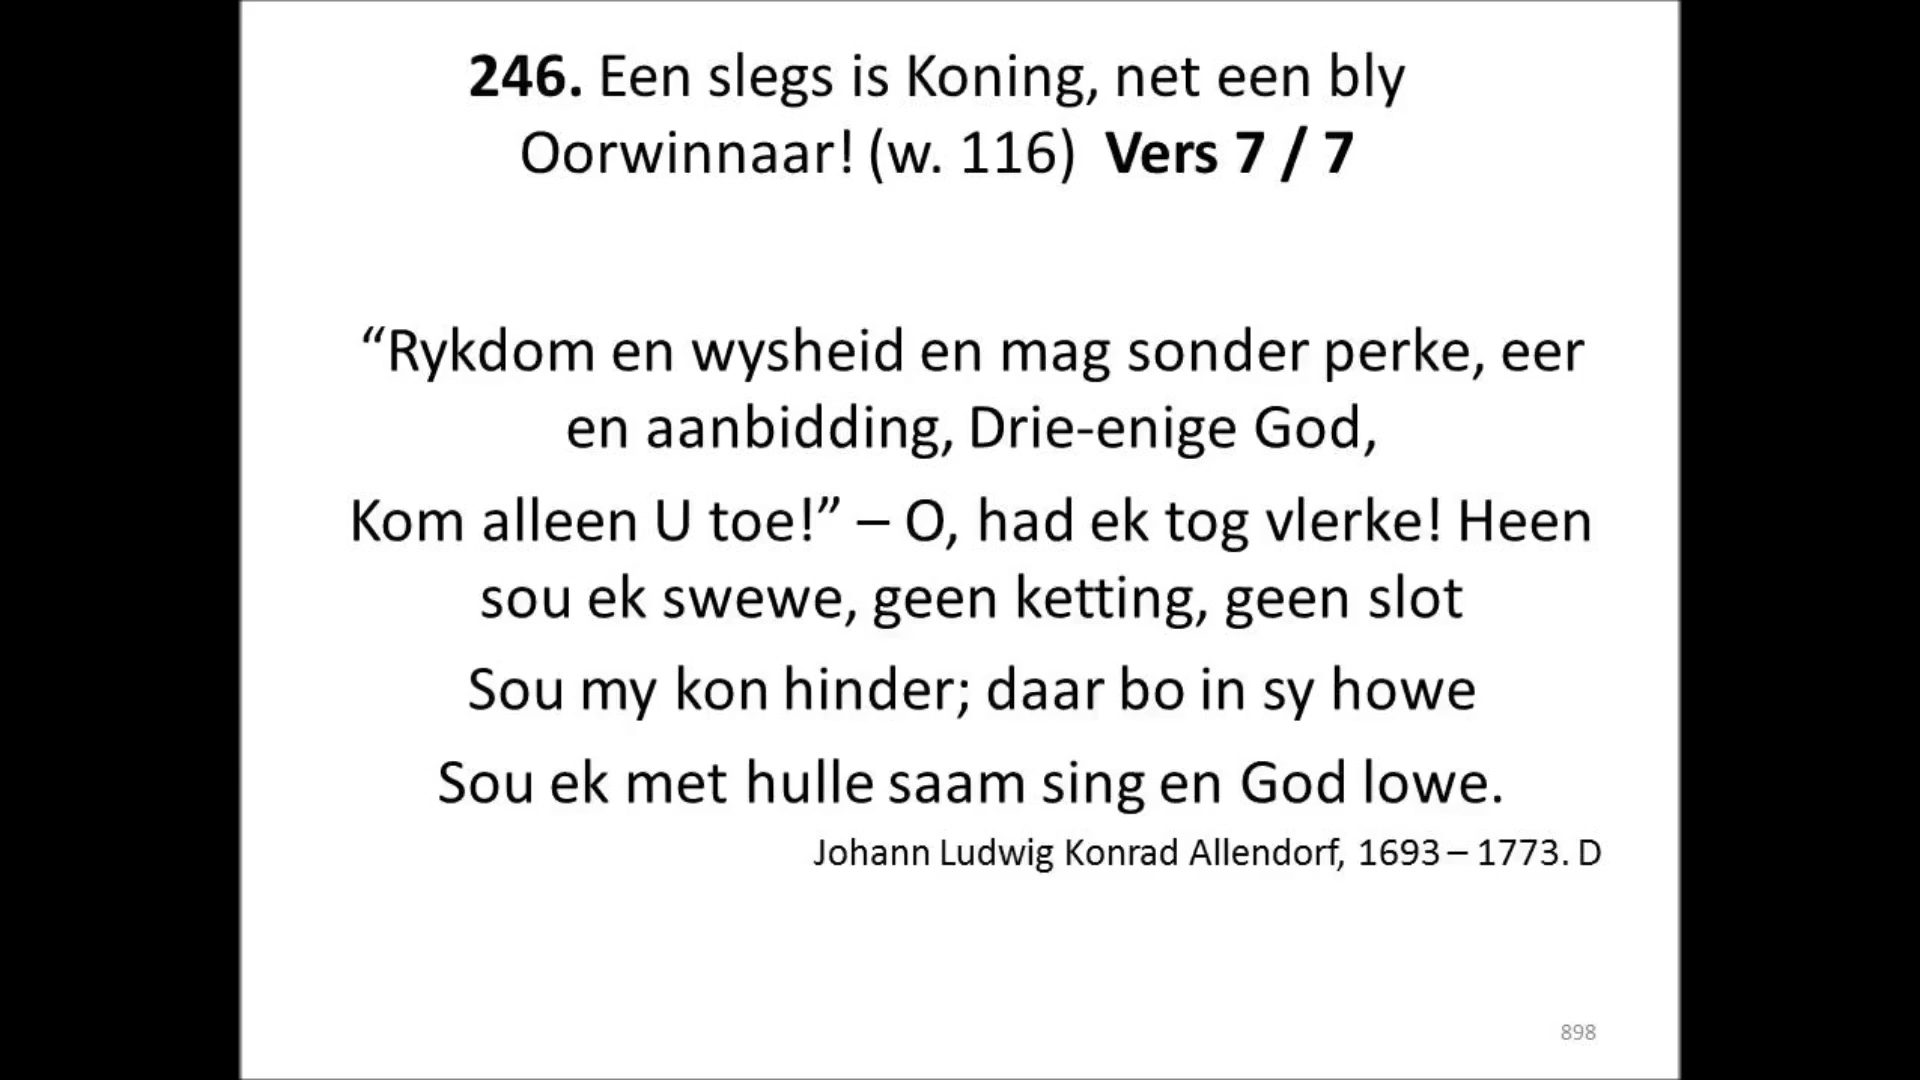 246. Een slegs is Koning, net een bly
Oorwinnaar! (w. 116) Vers 7 / 7
“Rykdom en wysheid en mag sonder perke, eer
en aanbidding, Drie-enige God,
Kom alleen U toe!” – O, had ek tog vlerke! Heen
sou ek swewe, geen ketting, geen slot
Sou my kon hinder; daar bo in sy howe
Sou ek met hulle saam sing en God lowe.
Johann Ludwig Konrad Allendorf, 1693 – 1773. D
898